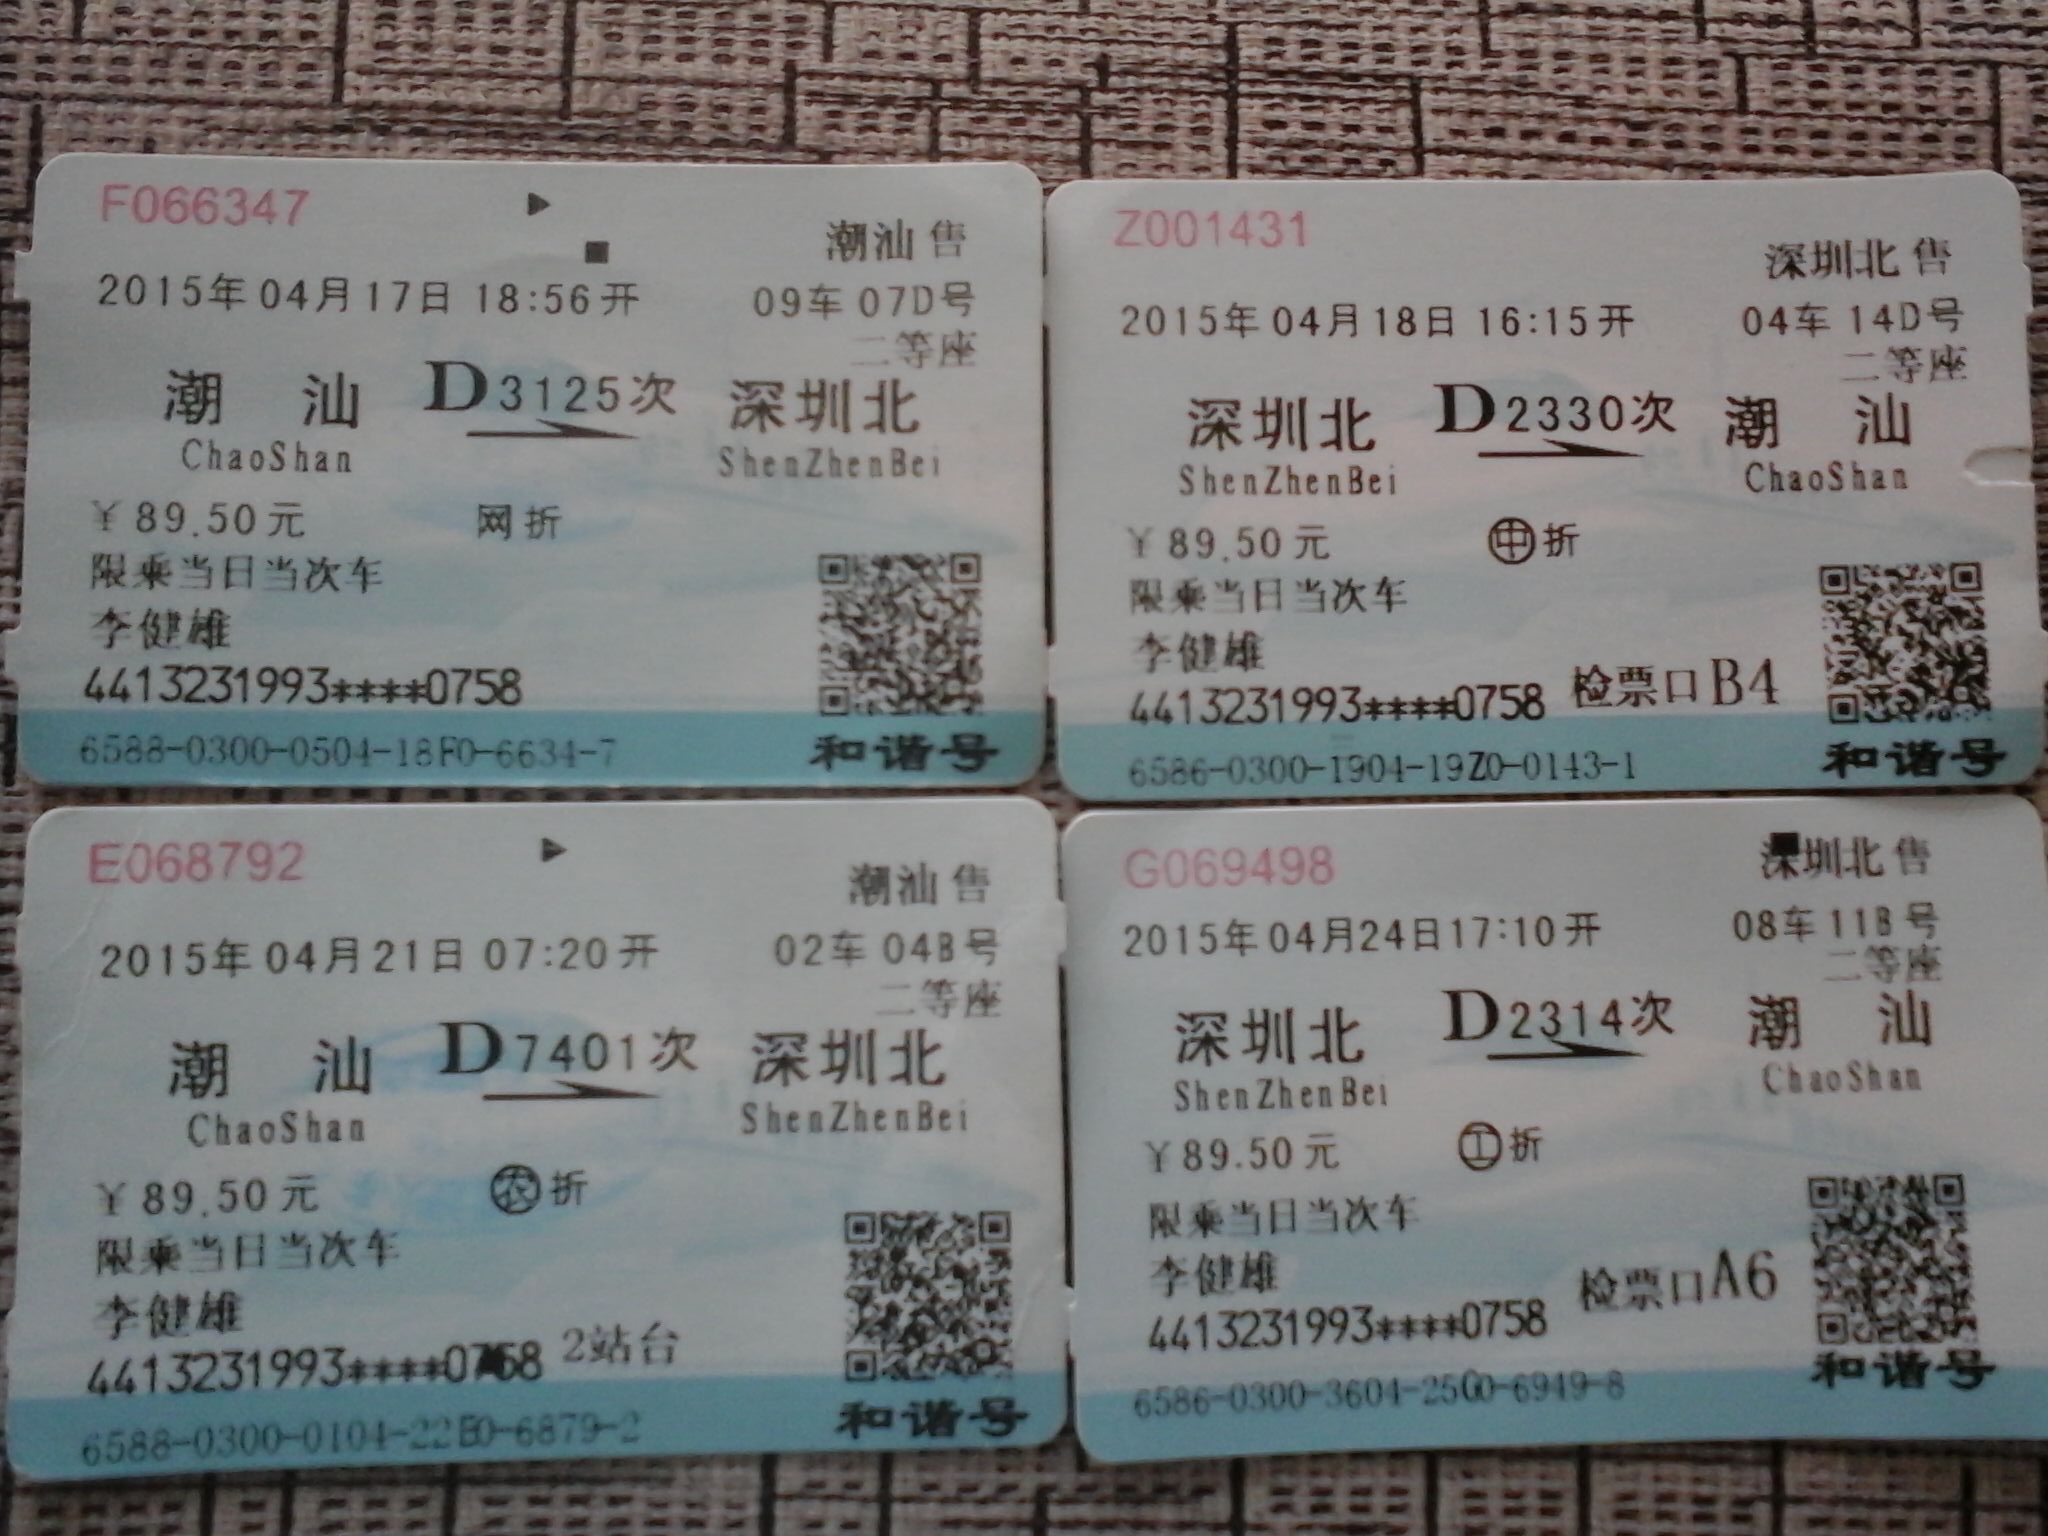 F066347
潮汕 售
2015年04月17日 18:56开 09车 07D号
二等座
潮 汕 D3125次 深圳北
ChaoShan ShenZhenBei
￥89.50元 网折
限乘当日当次车
李健雄
4413231993****0758
6588-0300-0504-18F0-6634-7 和谐号
Z001431
深圳北 售
2015年04月18日 16:15开 04车 14D号
二等座
深圳北 D2330次 潮 汕
ShenZhenBei ChaoShan
￥89.50元 中折
限乘当日当次车
李健雄
4413231993****0758 检票口B4
6586-0300-1904-19Z0-0143-1 和谐号
E068792
潮汕 售
2015年04月21日 07:20开 02车 04B号
二等座
潮 汕 D7401次 深圳北
ChaoShan ShenZhenBei
￥89.50元 农折
限乘当日当次车
李健雄
4413231993****0758 2站台
6588-0300-0104-22E0-6879-2 和谐号
G069498
深圳北 售
2015年04月24日17:10开 08车 11B号
二等座
深圳北 D2314次 潮 汕
ShenZhenBei ChaoShan
￥89.50元 工折
限乘当日当次车
李健雄
4413231993****0758 检票口A6
6586-0300-3604-25G0-6949-8 和谐号